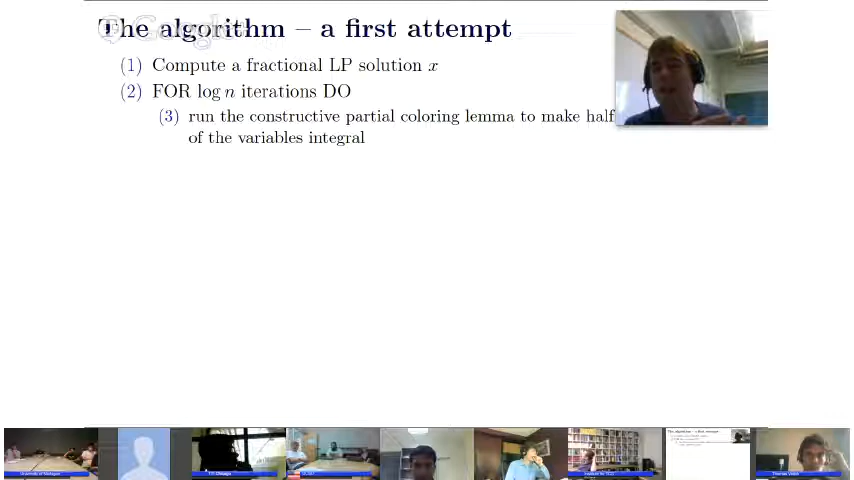 The algorithm – a first attempt
(1) Compute a fractional LP solution x
(2) FOR log n iterations DO
(3) run the constructive partial coloring lemma to make half
of the variables integral